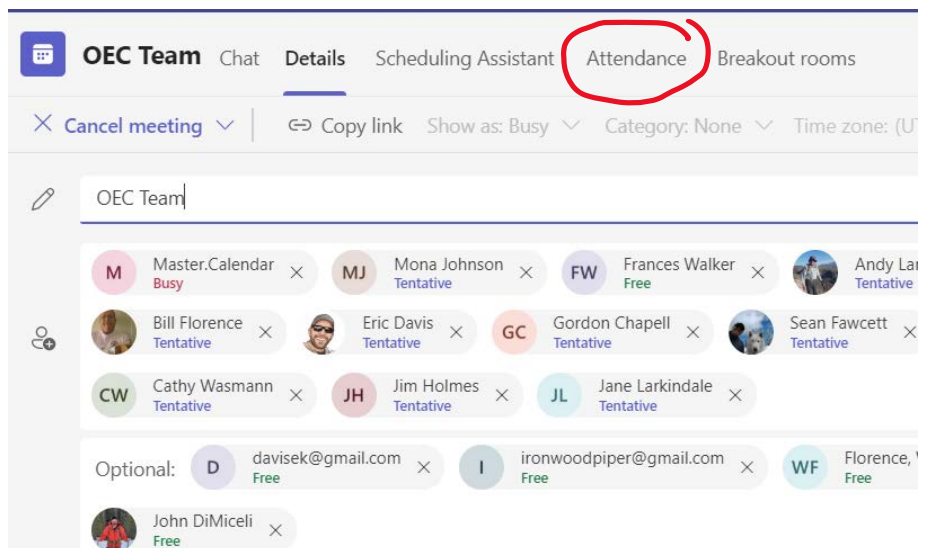 OEC Team Chat Details Scheduling Assistant Attendance Breakout rooms
Cancel meeting Copy link Show as: Busy Category: None Time zone: (U
OEC Team
M Master.Calendar MJ Mona Johnson FW Frances Walker Andy Lar
Busy Tentative Free Tentative
Bill Florence Eric Davis GC Gordon Chapell Sean Fawcett
Tentative Tentative Tentative Tentative
CW Cathy Wasmann JH Jim Holmes JL Jane Larkindale
Tentative Tentative Tentative
Optional: D davisek@gmail.com I ironwoodpiper@gmail.com WF Florence,
Free Free Free
John DiMiceli
Free